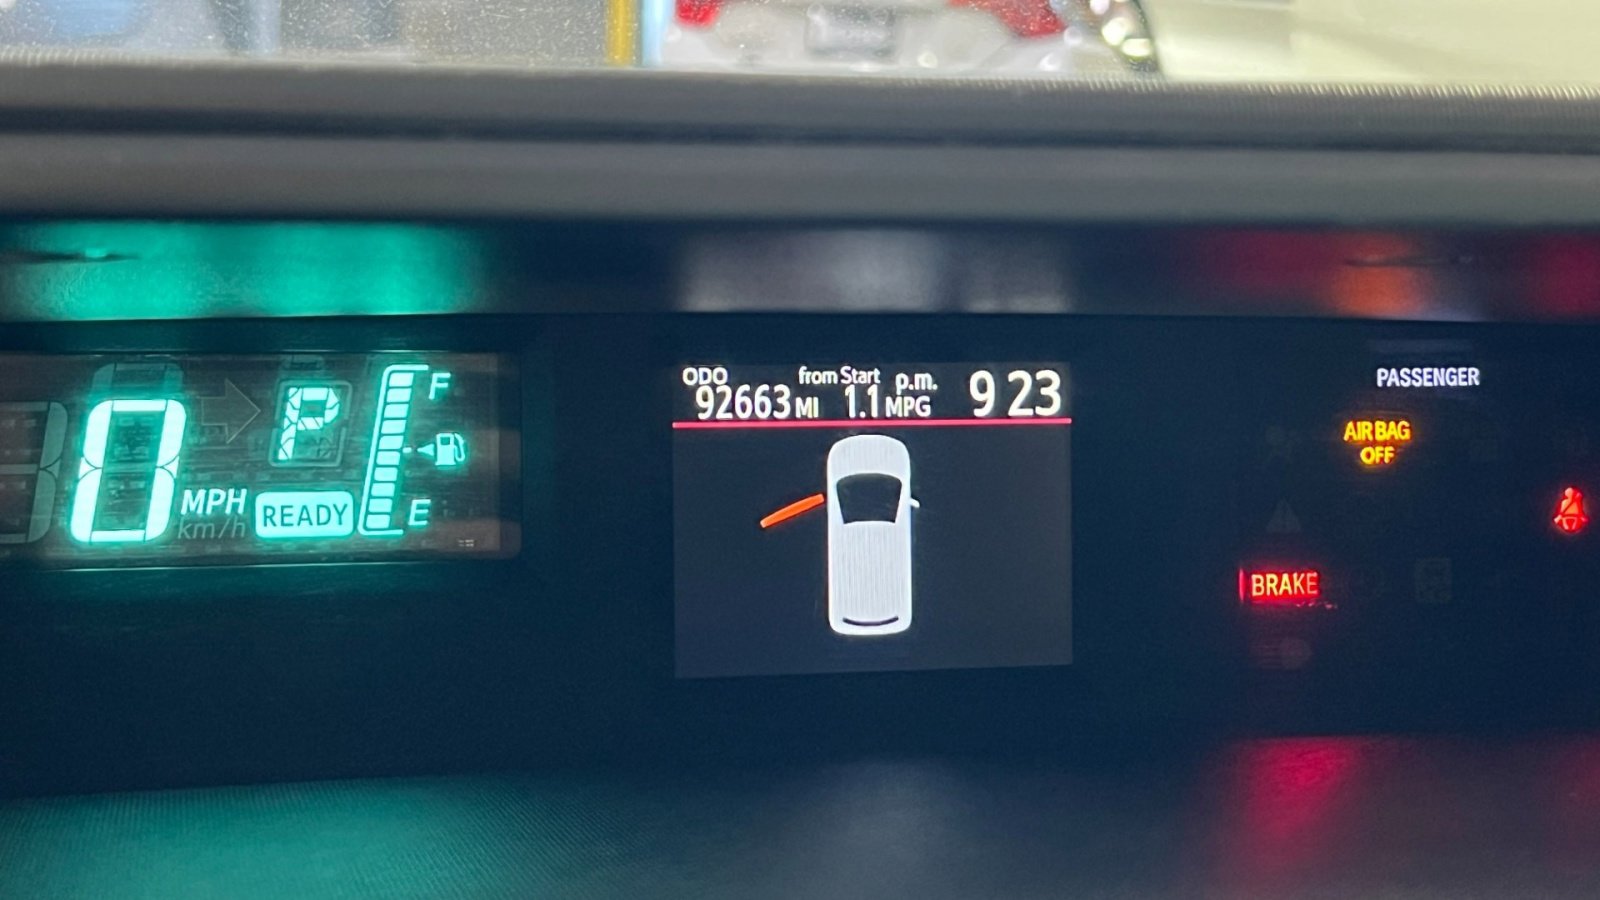 0 MPH
km/h
P
READY
F
E
ODO
92663 MI
from Start
1.1 MPG
p.m.
9 23
PASSENGER
AIR BAG
OFF
BRAKE